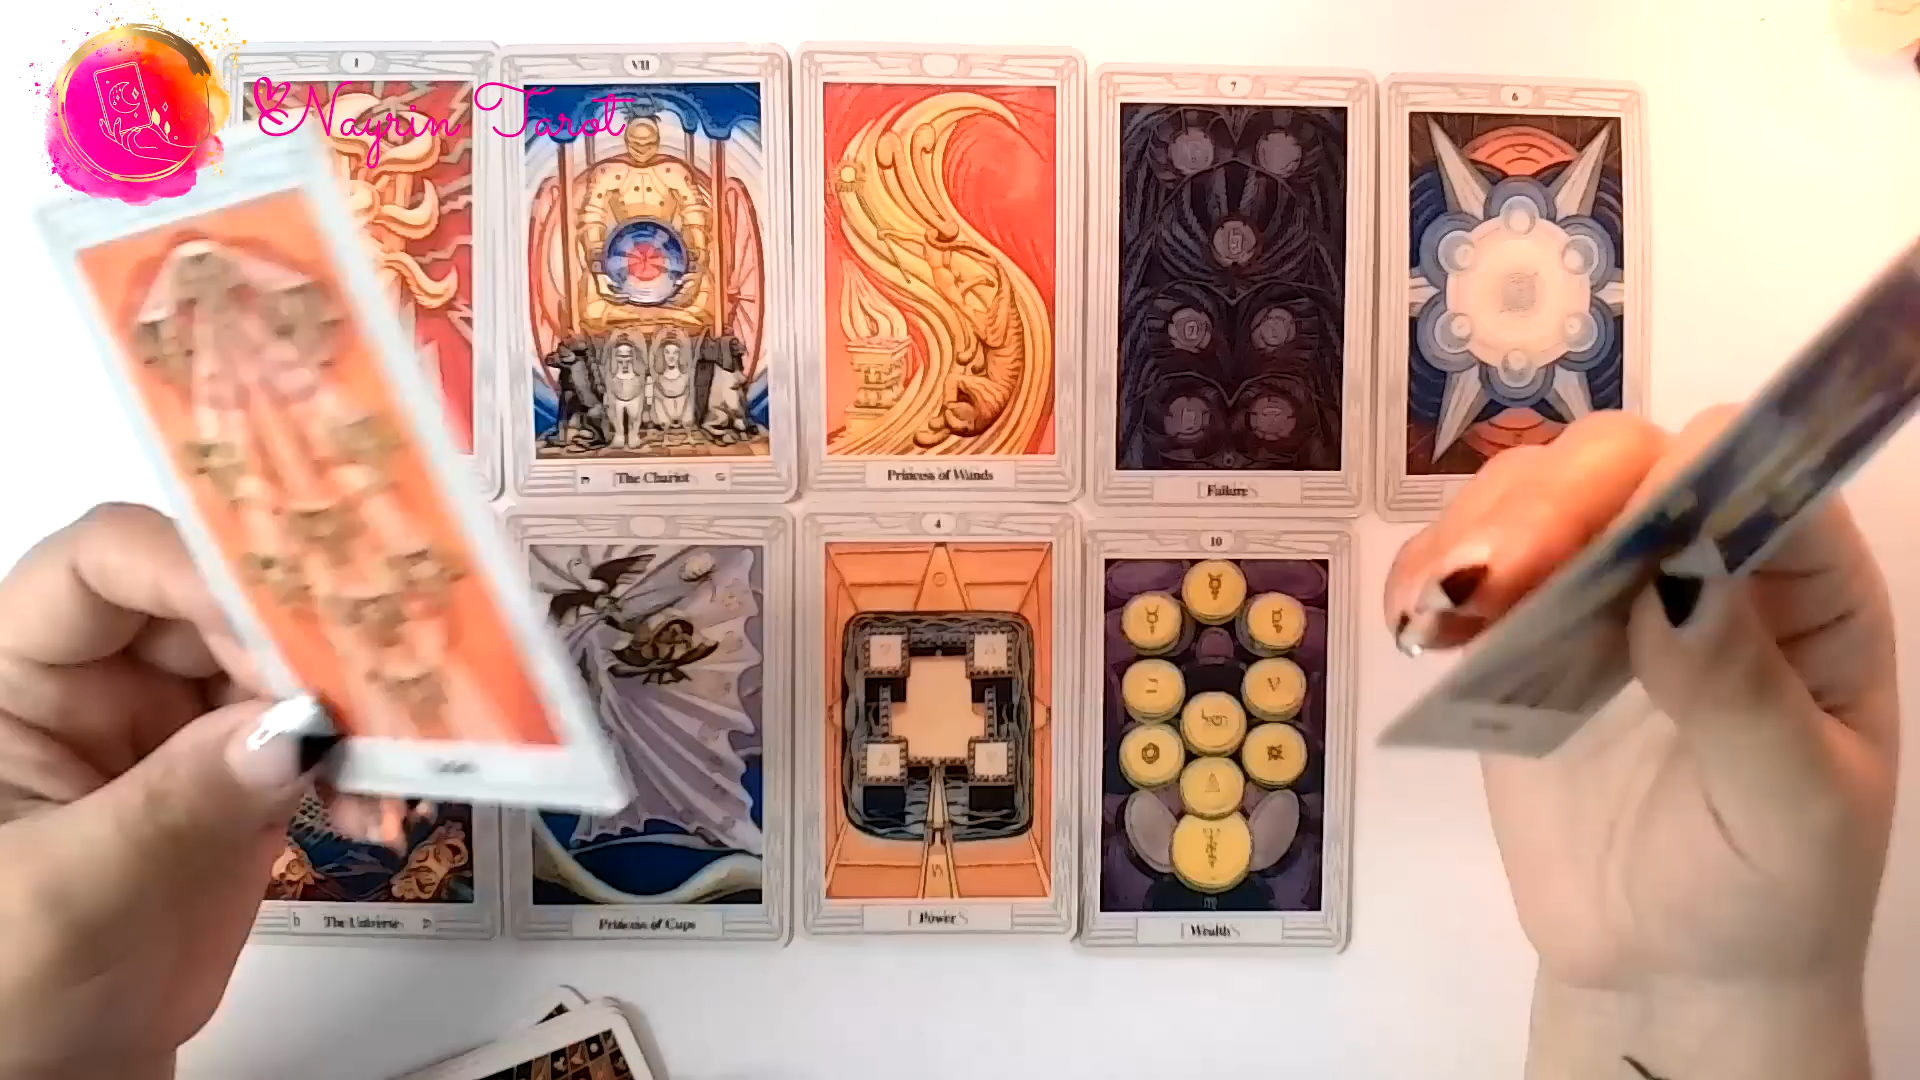 Nayrin Tarot
I
VII
7
6
The Chariot
Princess of Wands
Failure
4
10
The Universe
Princess of Cups
Power
Wealth